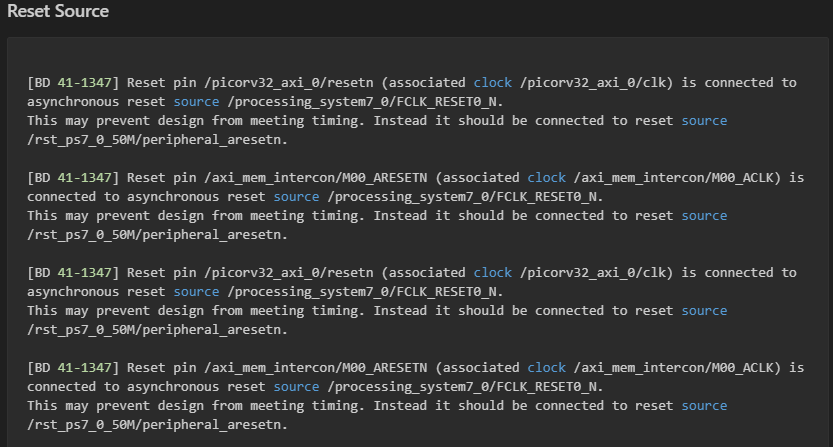 Reset Source
[BD 41-1347] Reset pin /picorv32_axi_0/resetn (associated clock /picorv32_axi_0/clk) is connected to
asynchronous reset source /processing_system7_0/FCLK_RESET0_N.
This may prevent design from meeting timing. Instead it should be connected to reset source
/rst_ps7_0_50M/peripheral_aresetn.
[BD 41-1347] Reset pin /axi_mem_intercon/M00_ARESETN (associated clock /axi_mem_intercon/M00_ACLK) is
connected to asynchronous reset source /processing_system7_0/FCLK_RESET0_N.
This may prevent design from meeting timing. Instead it should be connected to reset source
/rst_ps7_0_50M/peripheral_aresetn.
[BD 41-1347] Reset pin /picorv32_axi_0/resetn (associated clock /picorv32_axi_0/clk) is connected to
asynchronous reset source /processing_system7_0/FCLK_RESET0_N.
This may prevent design from meeting timing. Instead it should be connected to reset source
/rst_ps7_0_50M/peripheral_aresetn.
[BD 41-1347] Reset pin /axi_mem_intercon/M00_ARESETN (associated clock /axi_mem_intercon/M00_ACLK) is
connected to asynchronous reset source /processing_system7_0/FCLK_RESET0_N.
This may prevent design from meeting timing. Instead it should be connected to reset source
/rst_ps7_0_50M/peripheral_aresetn.